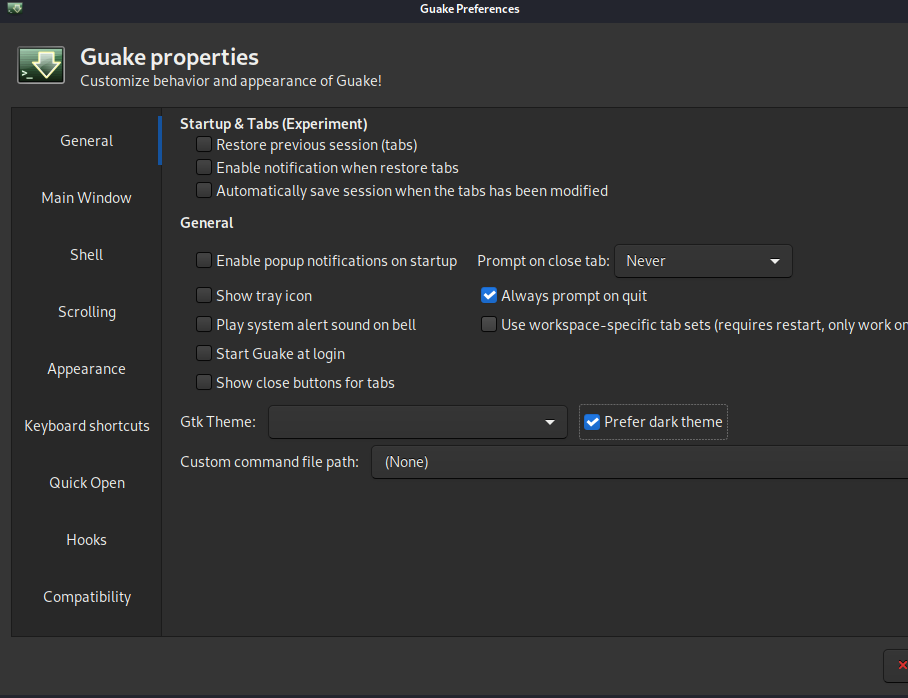 Guake Preferences
Guake properties
Customize behavior and appearance of Guake!
General
Main Window
Shell
Scrolling
Appearance
Keyboard shortcuts
Quick Open
Hooks
Compatibility
Startup & Tabs (Experiment)
Restore previous session (tabs)
Enable notification when restore tabs
Automatically save session when the tabs has been modified
General
Enable popup notifications on startup Prompt on close tab: Never
Show tray icon Always prompt on quit
Play system alert sound on bell Use workspace-specific tab sets (requires restart, only work on
Start Guake at login
Show close buttons for tabs
Gtk Theme: Prefer dark theme
Custom command file path: (None)